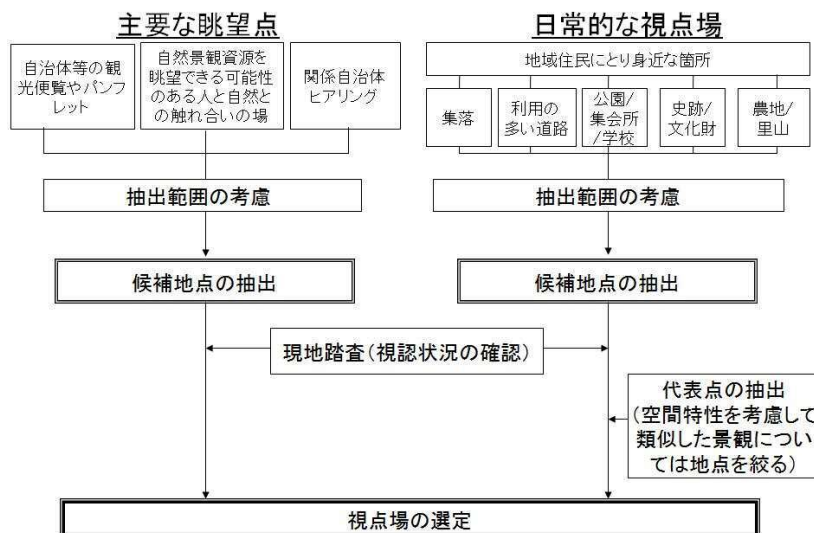 主要な眺望点
自治体等の観
光便覧やパンフ
レット
自然景観資源を
眺望できる可能性
のある人と自然と
の触れ合いの場
関係自治体
ヒアリング
抽出範囲の考慮
候補地点の抽出
日常的な視点場
地域住民にとり身近な箇所
集落
利用の
多い道路
公園/
集会所
/学校
史跡/
文化財
農地/
里山
抽出範囲の考慮
候補地点の抽出
現地踏査(視認状況の確認)
代表点の抽出
(空間特性を考慮して
類似した景観につい
ては地点を絞る)
視点場の選定